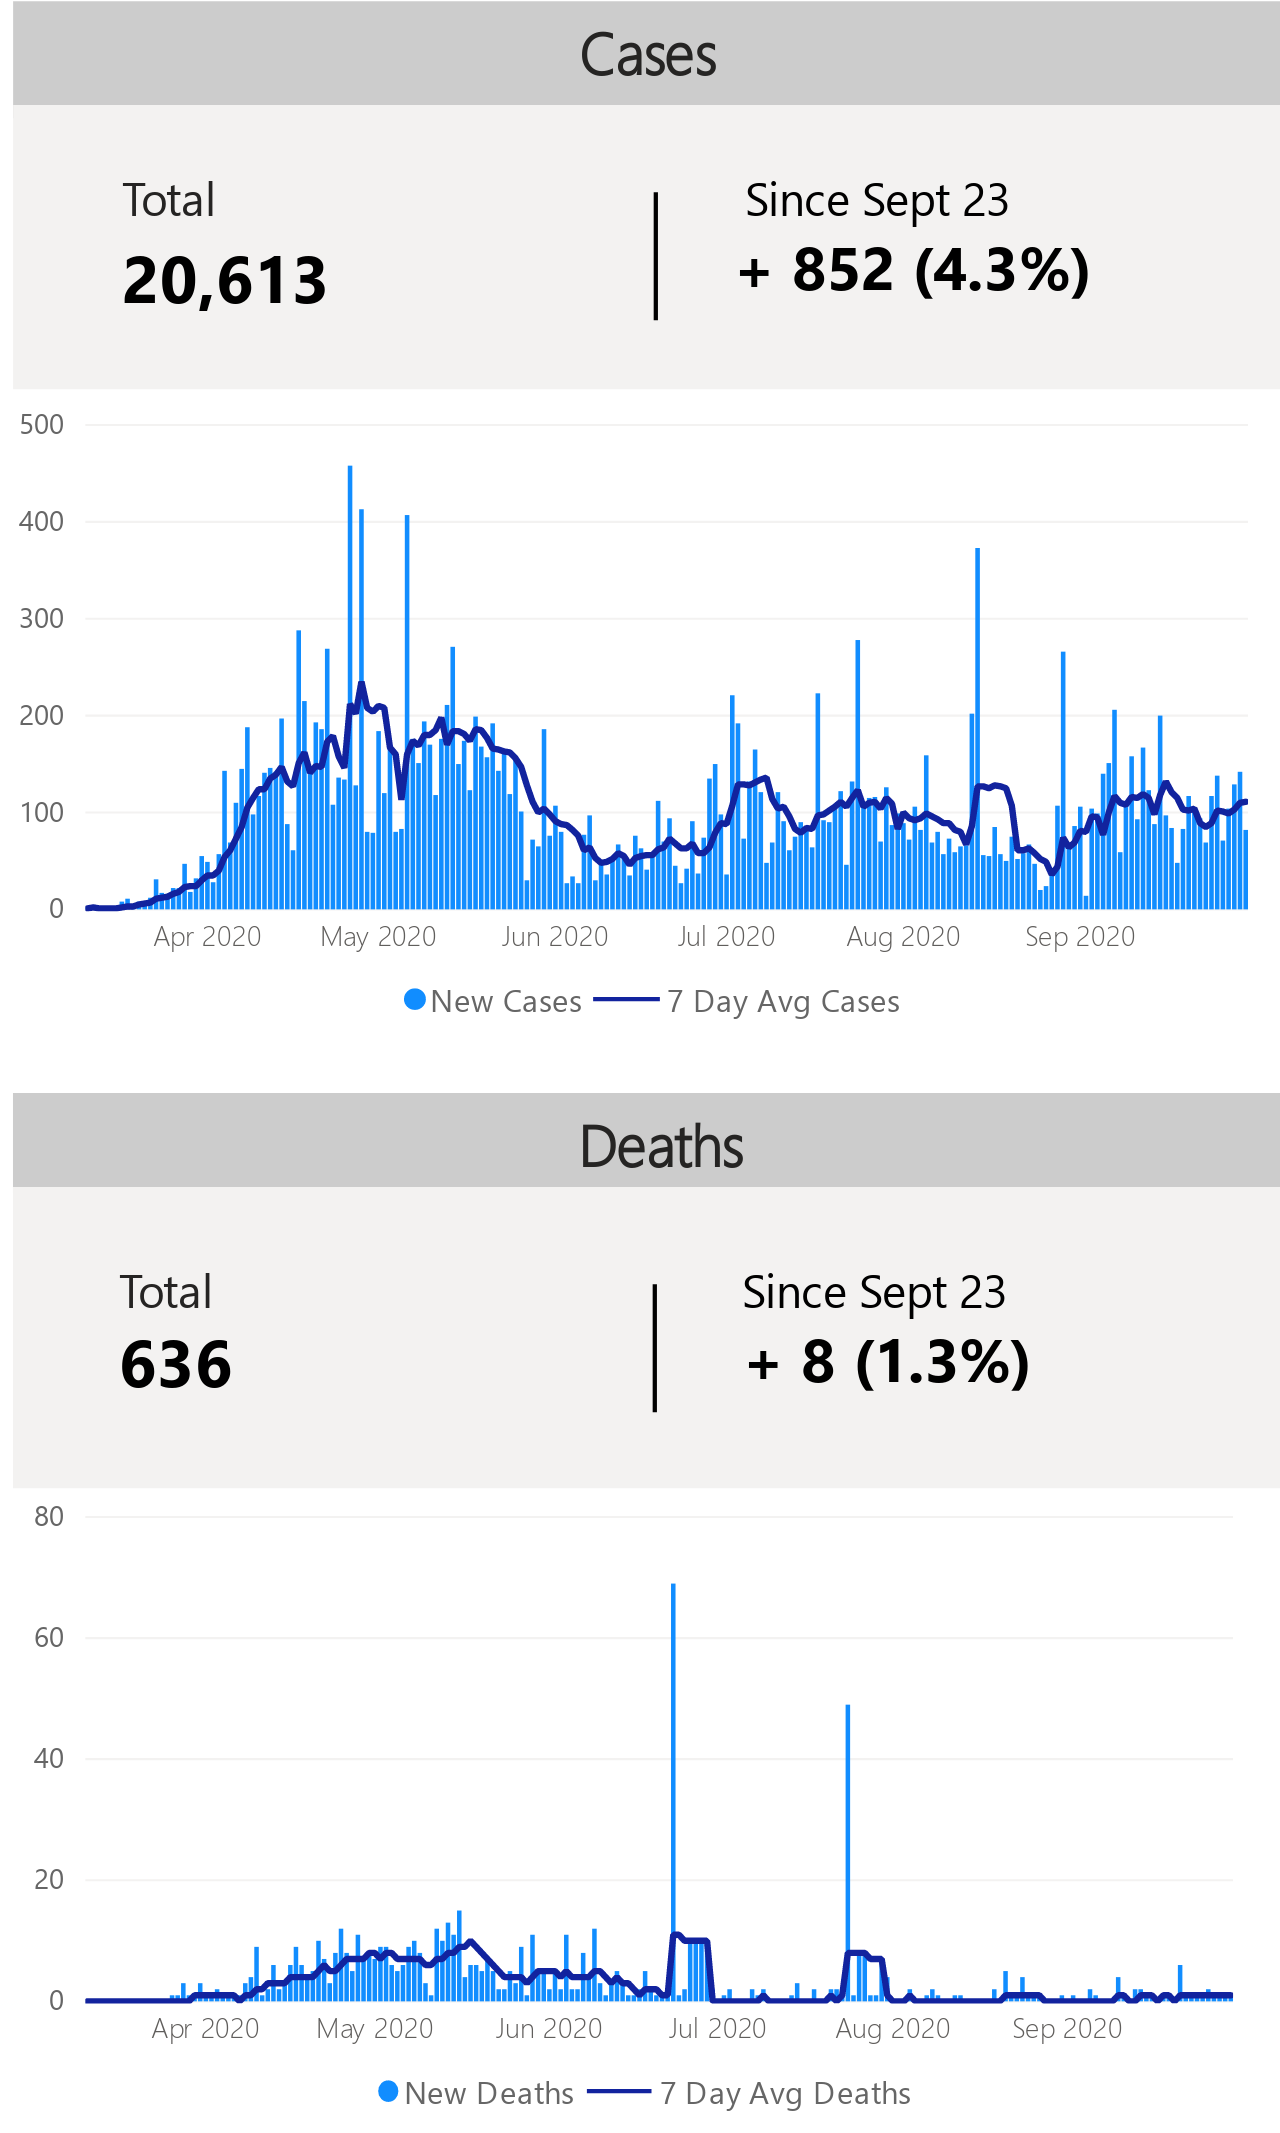 Cases
Total
Since Sept 23
20,613
+ 852 (4.3%)
500
400
300
200
100
0
Apr 2020 May 2020 Jun 2020 Jul 2020 Aug 2020 Sep 2020
New Cases 7 Day Avg Cases
Deaths
Total
Since Sept 23
636
+ 8 (1.3%)
80
60
40
20
0
Apr 2020 May 2020 Jun 2020 Jul 2020 Aug 2020 Sep 2020
New Deaths 7 Day Avg Deaths